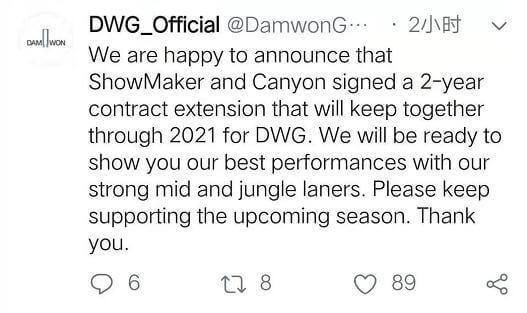 DAMWON
DWG_Official @DamwonG… · 2小时
We are happy to announce that
ShowMaker and Canyon signed a 2-year
contract extension that will keep together
through 2021 for DWG. We will be ready to
show you our best performances with our
strong mid and jungle laners. Please keep
supporting the upcoming season. Thank
you.
6 8 89